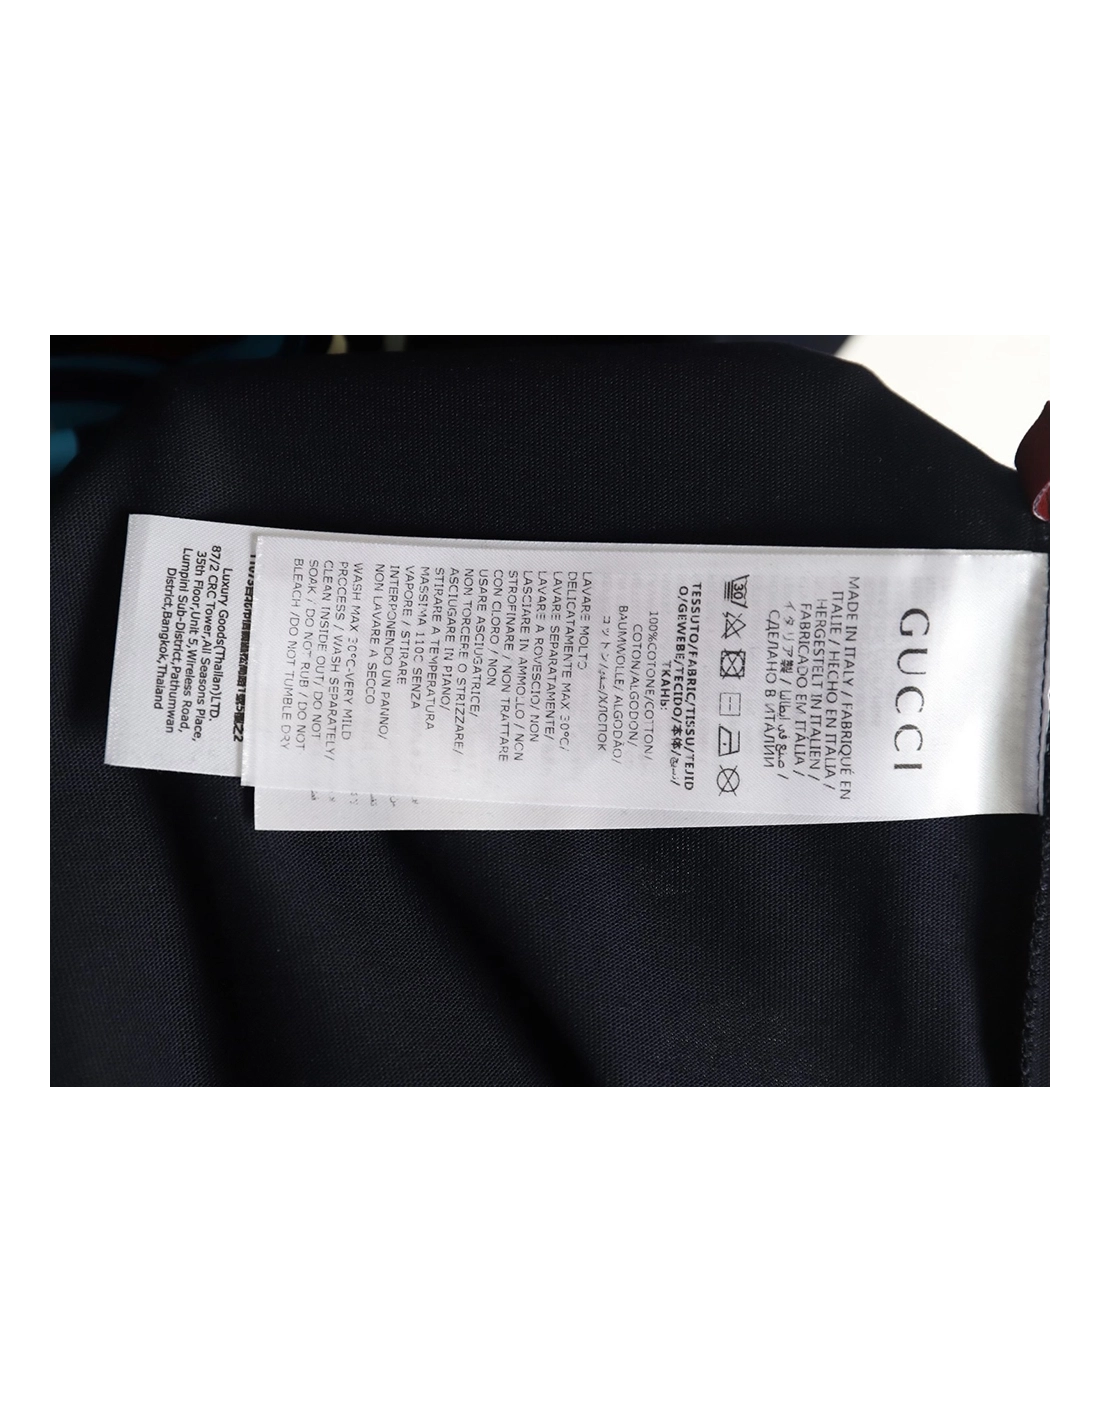 GUCCI
MADE IN ITALY / FABRIQUÉ EN
ITALIE / HECHO EN ITALIA /
HERGESTELT IN ITALIEN /
FABRICADO EM ITÁLIA /
イタリア製 / صنع في ايطاليا /
СДЕЛАНО В ИТАЛИИ
30
TESSUTO/FABRIC/TISSU/TEJID
O/GEWEBE/TECIDO/本体/نسيج/
ТКАНЬ:
100%COTONE/COTTON/
COTON/ALGODON/
BAUMWOLLE/ ALGODÃO/
コットン/ /ХЛОПОК
LAVARE MOLTO
DELICATAMENTE MAX 30°C/
LAVARE SEPARATAMENTE/
LAVARE A ROVESCIO/ NON
LASCIARE IN AMMOLLO / NON
STROFINARE / NON TRATTARE
CON CLORO / NON
USARE ASCIUGATRICE/
NON TORCERE O STRIZZARE/
ASCIUGARE IN PIANO/
STIRARE A TEMPERATURA
MASSIMA 110C SENZA
VAPORE / STIRARE
INTERPONENDO UN PANNO/
NON LAVARE A SECCO
WASH MAX 30°C-VERY MILD
PROCESS / WASH SEPARATELY/
CLEAN INSIDE OUT/ DO NOT
SOAK / DO NOT RUB / DO NOT
BLEACH /DO NOT TUMBLE DRY
Luxury Goods(Thailan)LTD.
87/2 CRC Tower,All Seasons Place,
35th Floor,Unit 5,Wireless Road,
Lumpini Sub-District,Pathumwan
District,Bangkok,Thailand